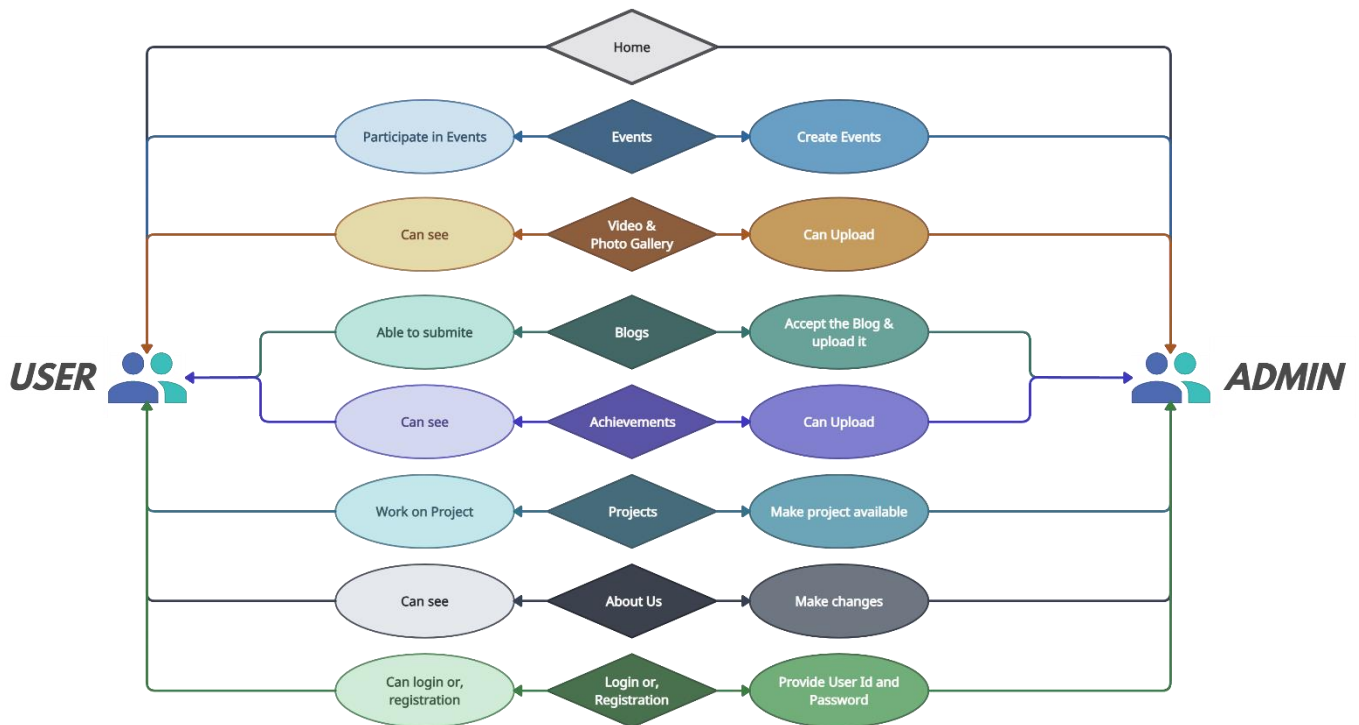 Home
Participate in Events
Events
Create Events
Can see
Video &
Photo Gallery
Can Upload
Able to submite
Blogs
Accept the Blog &
upload it
USER
ADMIN
Can see
Achievements
Can Upload
Work on Project
Projects
Make project available
Can see
About Us
Make changes
Can login or,
registration
Login or,
Registration
Provide User Id and
Password